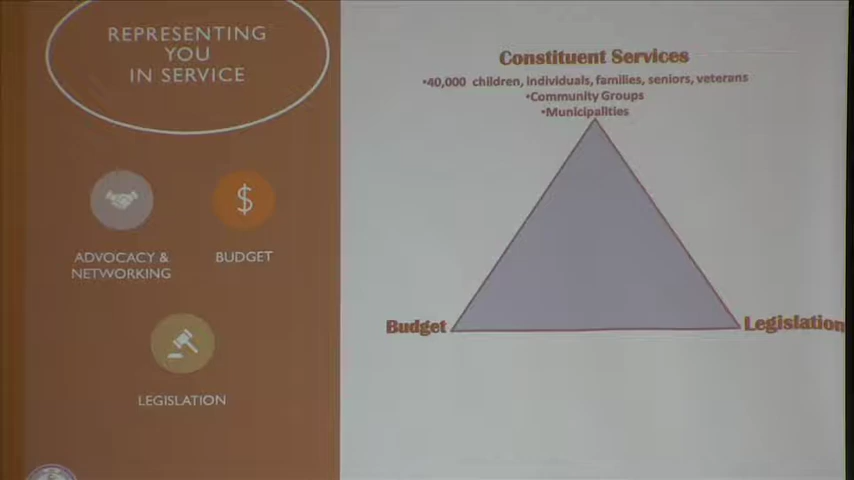 REPRESENTING
YOU
IN SERVICE
ADVOCACY &
NETWORKING
BUDGET
LEGISLATION
Constituent Services
•40,000 children, individuals, families, seniors, veterans
•Community Groups
•Municipalities
Budget
Legislation